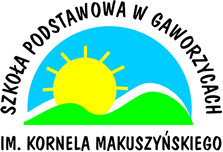 SZKOŁA PODSTAWOWA W GAWORZYCACH
IM. KORNELA MAKUSZYŃSKIEGO